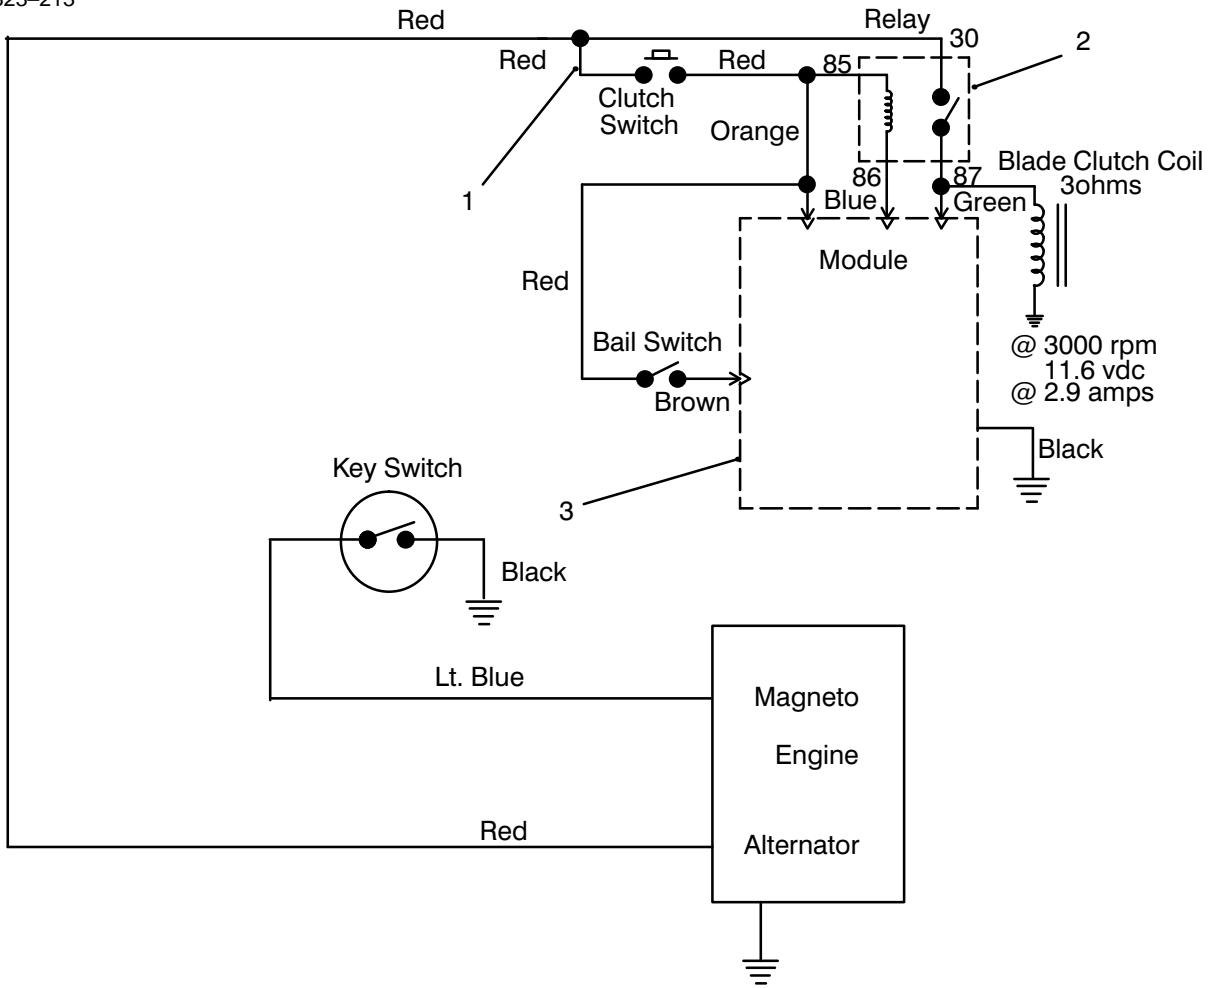 Red
Relay
30
2
Red
Red
85
Clutch
Switch
Orange
Blade Clutch Coil
3ohms
86
87
1
Blue
Green
Module
Red
Bail Switch
@ 3000 rpm
11.6 vdc
@ 2.9 amps
Brown
Black
Key Switch
3
Black
Lt. Blue
Magneto
Engine
Red
Alternator